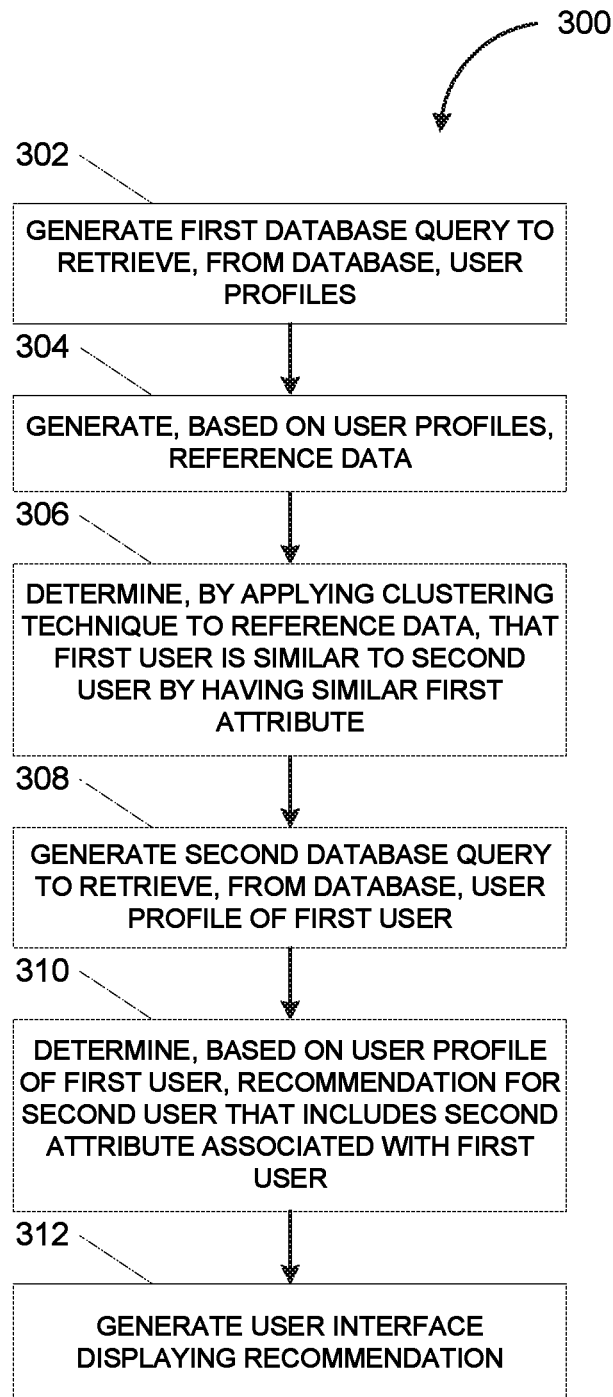 300
302
GENERATE FIRST DATABASE QUERY TO
RETRIEVE, FROM DATABASE, USER
PROFILES
304
GENERATE, BASED ON USER PROFILES,
REFERENCE DATA
306
DETERMINE, BY APPLYING CLUSTERING
TECHNIQUE TO REFERENCE DATA, THAT
FIRST USER IS SIMILAR TO SECOND
USER BY HAVING SIMILAR FIRST
ATTRIBUTE
308
GENERATE SECOND DATABASE QUERY
TO RETRIEVE, FROM DATABASE, USER
PROFILE OF FIRST USER
310
DETERMINE, BASED ON USER PROFILE
OF FIRST USER, RECOMMENDATION FOR
SECOND USER THAT INCLUDES SECOND
ATTRIBUTE ASSOCIATED WITH FIRST
USER
312
GENERATE USER INTERFACE
DISPLAYING RECOMMENDATION